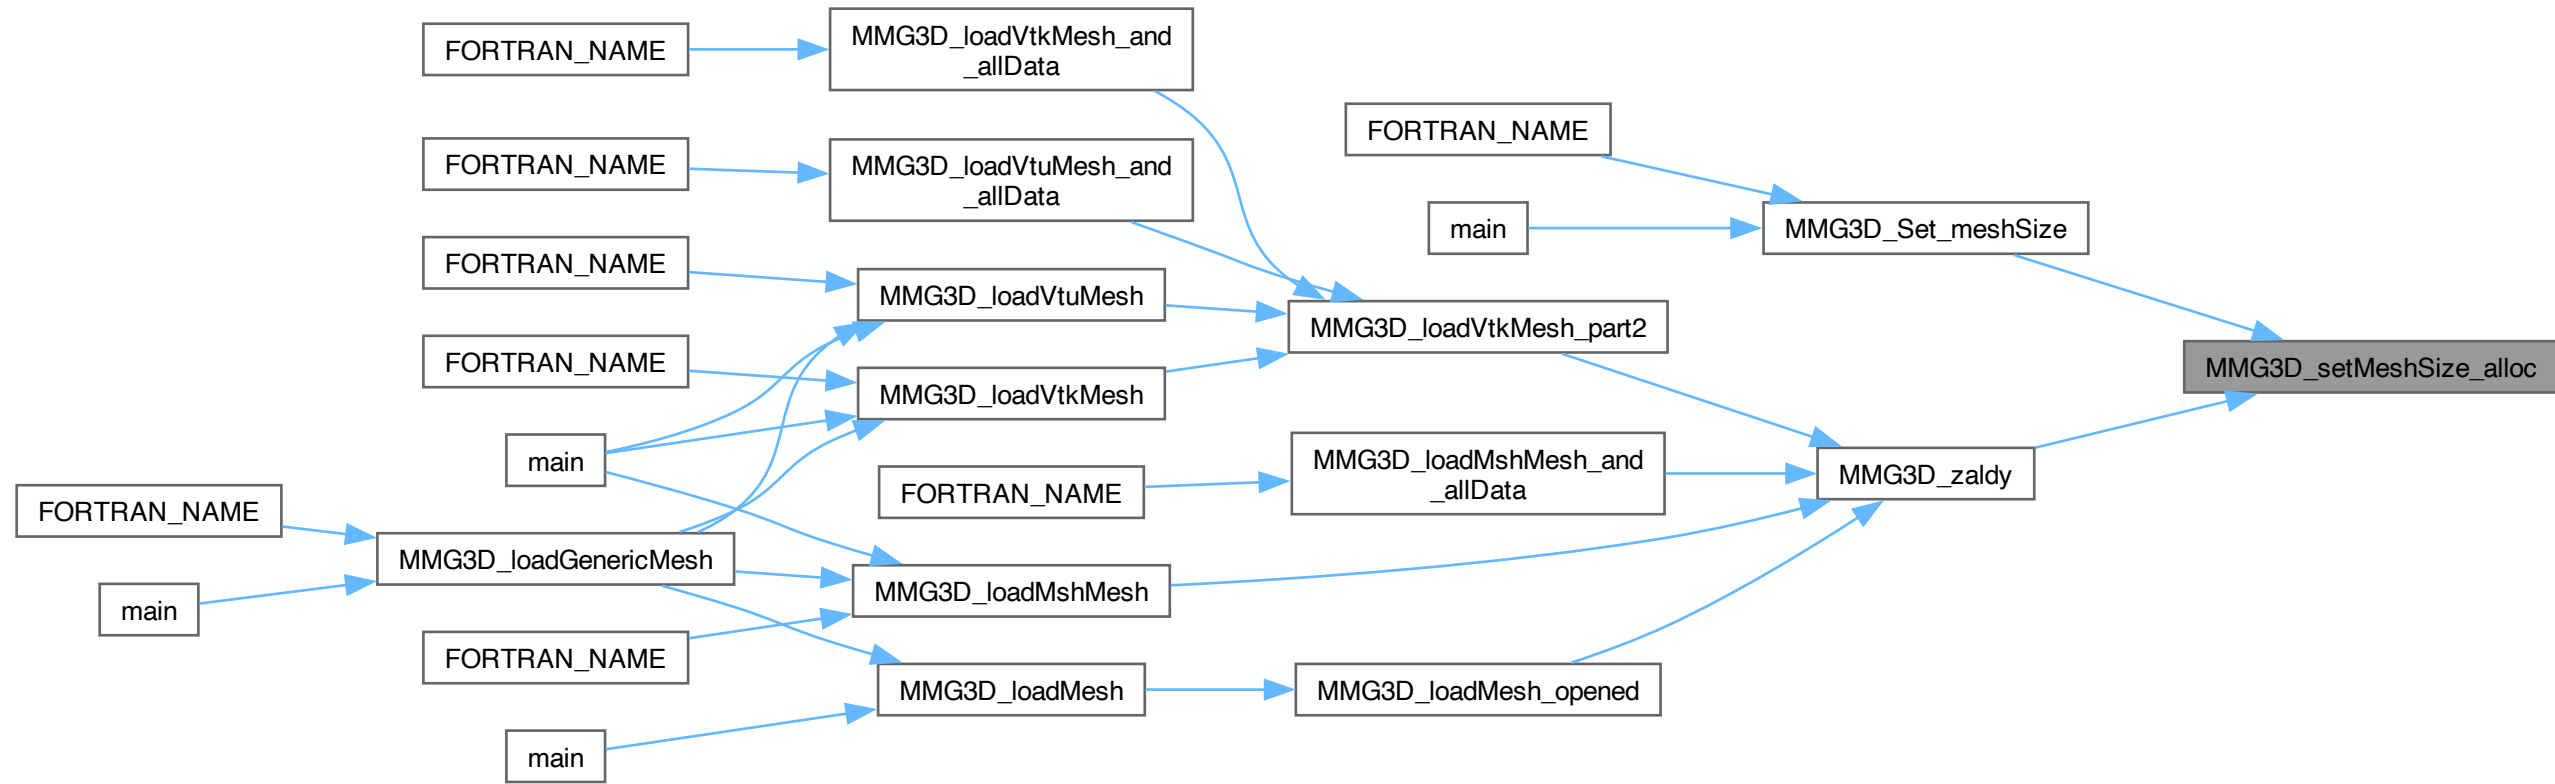 MMG3D_loadVtkMesh_and
_allData
FORTRAN_NAME
FORTRAN_NAME
MMG3D_loadVtuMesh_and
_allData
FORTRAN_NAME
FORTRAN_NAME
MMG3D_Set_meshSize
main
FORTRAN_NAME
MMG3D_loadVtuMesh
MMG3D_loadVtkMesh_part2
FORTRAN_NAME
MMG3D_loadVtkMesh
MMG3D_setMeshSize_alloc
main
MMG3D_loadMshMesh_and
_allData
FORTRAN_NAME
MMG3D_zaldy
FORTRAN_NAME
MMG3D_loadGenericMesh
MMG3D_loadMshMesh
main
FORTRAN_NAME
MMG3D_loadMesh
MMG3D_loadMesh_opened
main